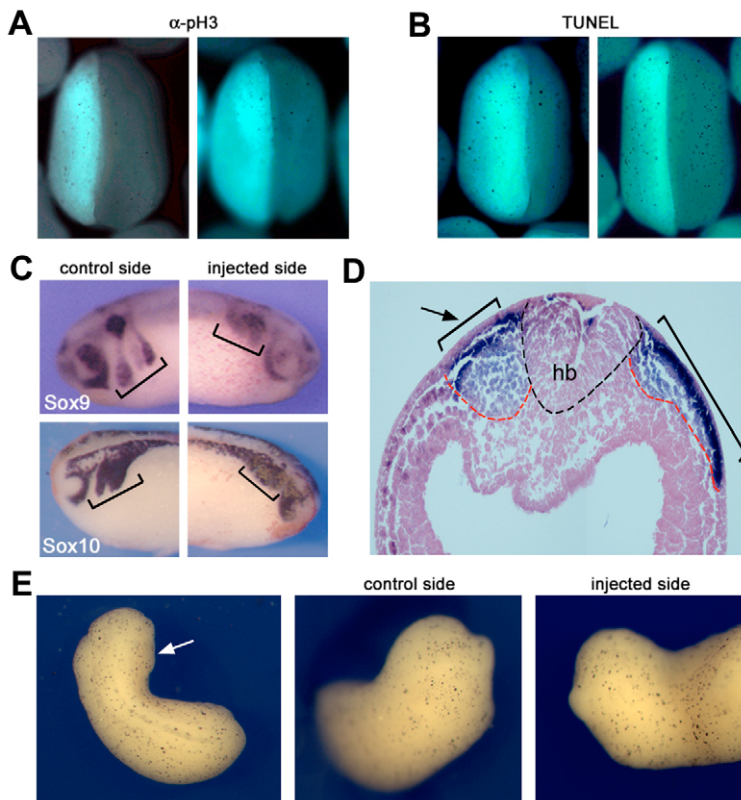 A
α-pH3
B
TUNEL
C
control side
injected side
Sox9
Sox10
D
hb
E
control side
injected side